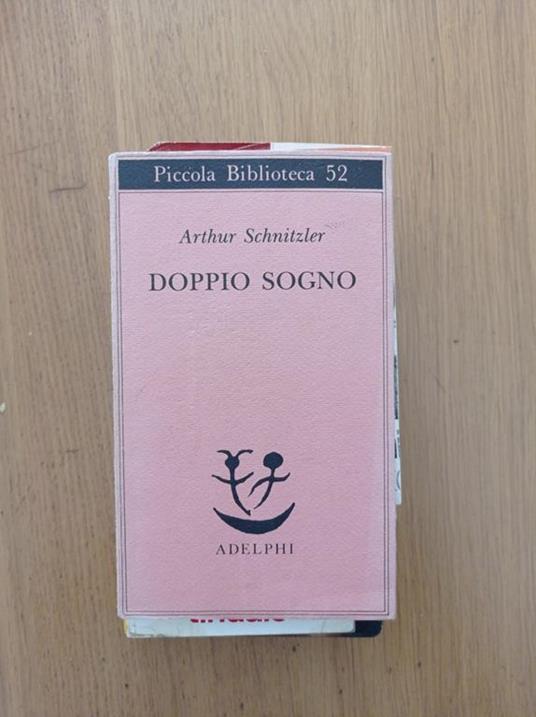 Piccola Biblioteca 52
Arthur Schnitzler
DOPPIO SOGNO
ADELPHI